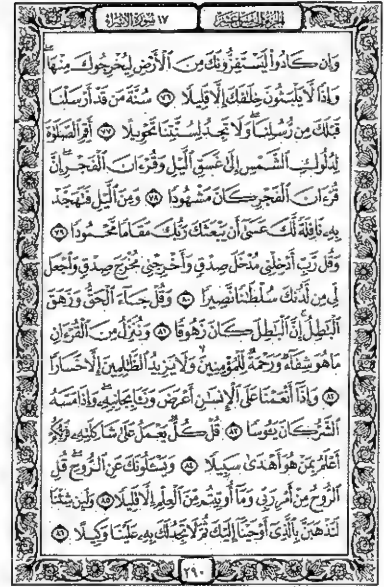 الجزء الخامس عشر
١٧ سورة الإسراء
وَإِن كَادُواْ لَيَسْتَفِزُّونَكَ مِنَ ٱلْأَرْضِ لِيُخْرِجُوكَ مِنْهَا ۖ
وَإِذًا لَّا يَلْبَثُونَ خِلَٰفَكَ إِلَّا قَلِيلًا ٧٦ سُنَّةَ مَن قَدْ أَرْسَلْنَا
قَبْلَكَ مِن رُّسُلِنَا ۖ وَلَا تَجِدُ لِسُنَّتِنَا تَحْوِيلًا ٧٧ أَقِمِ ٱلصَّلَوٰةَ
لِدُلُوكِ ٱلشَّمْسِ إِلَىٰ غَسَقِ ٱلَّيْلِ وَقُرْءَانَ ٱلْفَجْرِ ۖ إِنَّ
قُرْءَانَ ٱلْفَجْرِ كَانَ مَشْهُودًا ٧٨ وَمِنَ ٱلَّيْلِ فَتَهَجَّدْ
بِهِۦ نَافِلَةً لَّكَ عَسَىٰٓ أَن يَبْعَثَكَ رَبُّكَ مَقَامًا مَّحْمُودًا ٧٩
وَقُل رَّبِّ أَدْخِلْنِى مُدْخَلَ صِدْقٍ وَأَخْرِجْنِى مُخْرَجَ صِدْقٍ وَٱجْعَل
لِّى مِن لَّدُنكَ سُلْطَٰنًا نَّصِيرًا ٨٠ وَقُلْ جَآءَ ٱلْحَقُّ وَزَهَقَ
ٱلْبَٰطِلُ ۚ إِنَّ ٱلْبَٰطِلَ كَانَ زَهُوقًا ٨١ وَنُنَزِّلُ مِنَ ٱلْقُرْءَانِ
مَا هُوَ شِفَآءٌ وَرَحْمَةٌ لِّلْمُؤْمِنِينَ ۙ وَلَا يَزِيدُ ٱلظَّٰلِمِينَ إِلَّا خَسَارًا
٨٢ وَإِذَآ أَنْعَمْنَا عَلَى ٱلْإِنسَٰنِ أَعْرَضَ وَنَـَٔا بِجَانِبِهِۦ ۖ وَإِذَا مَسَّهُ
ٱلشَّرُّ كَانَ يَـُٔوسًا ٨٣ قُلْ كُلٌّ يَعْمَلُ عَلَىٰ شَاكِلَتِهِۦ فَرَبُّكُمْ
أَعْلَمُ بِمَنْ هُوَ أَهْدَىٰ سَبِيلًا ٨٤ وَيَسْـَٔلُونَكَ عَنِ ٱلرُّوحِ ۖ قُلِ
ٱلرُّوحُ مِنْ أَمْرِ رَبِّى وَمَآ أُوتِيتُم مِّنَ ٱلْعِلْمِ إِلَّا قَلِيلًا ٨٥ وَلَئِن شِئْنَا
لَنَذْهَبَنَّ بِٱلَّذِىٓ أَوْحَيْنَآ إِلَيْكَ ثُمَّ لَا تَجِدُ لَكَ بِهِۦ عَلَيْنَا وَكِيلًا ٨٦
٢٩٠